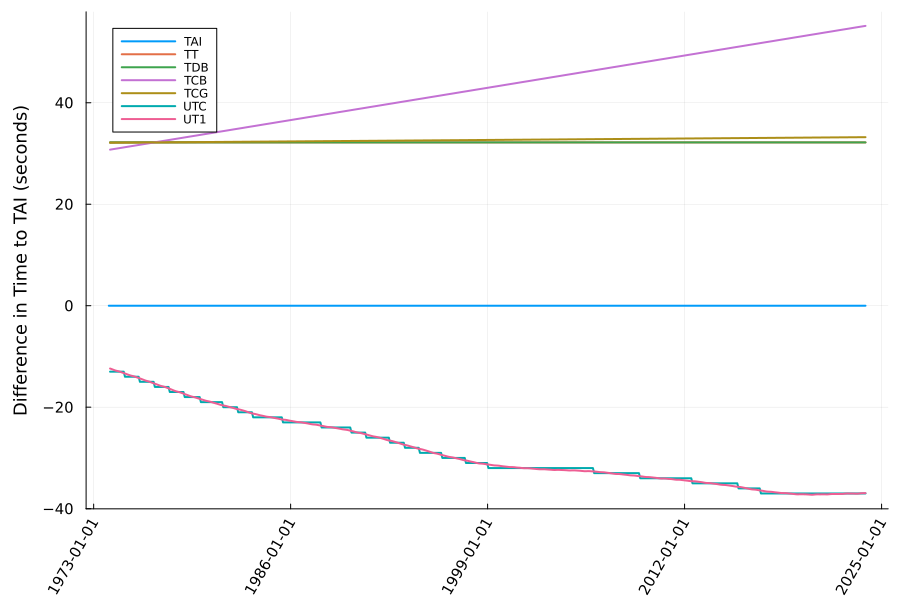 TAI
TT
TDB
TCB
TCG
UTC
UT1
Difference in Time to TAI (seconds)
40
20
0
−20
−40
1973-01-01
1986-01-01
1999-01-01
2012-01-01
2025-01-01